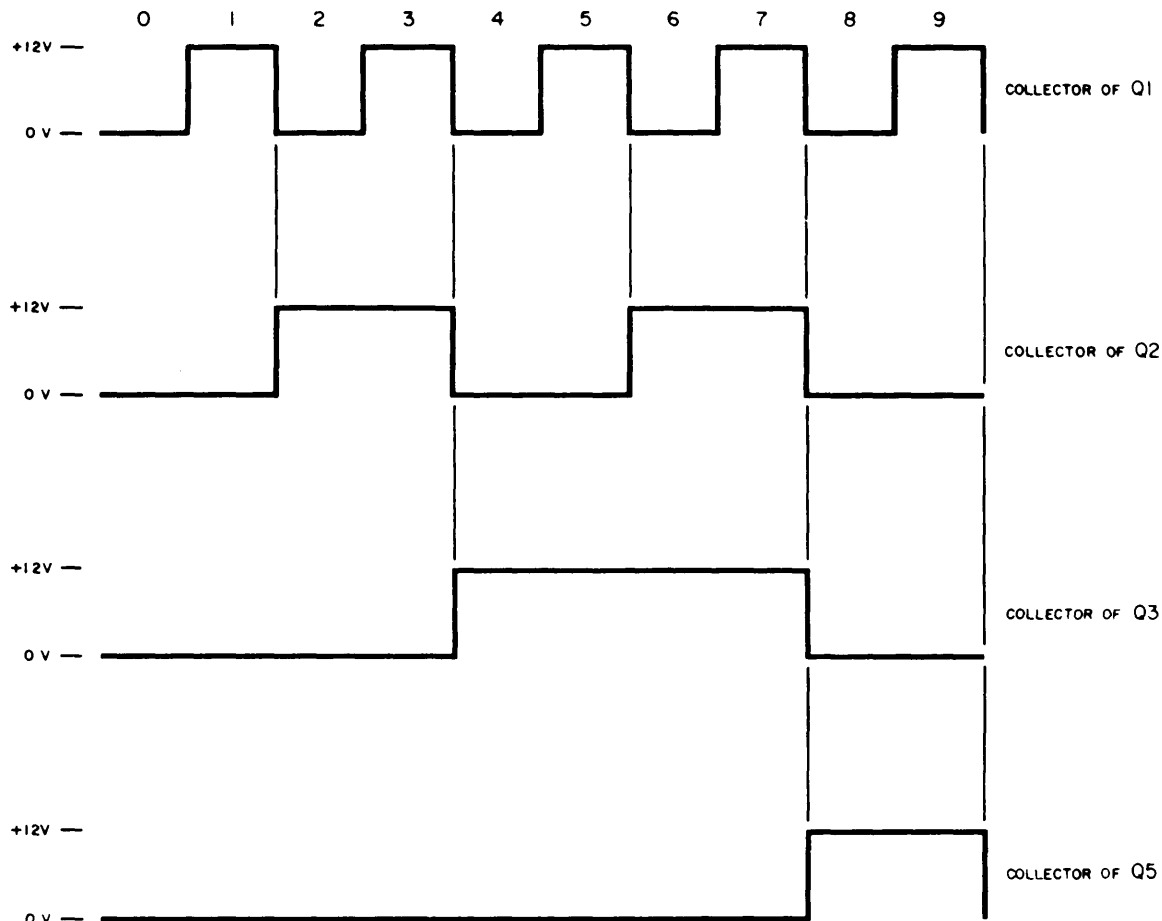 0 1 2 3 4 5 6 7 8 9
+12V
COLLECTOR OF Q1
0 V
+12V
COLLECTOR OF Q2
0 V
+12V
COLLECTOR OF Q3
0 V
+12V
COLLECTOR OF Q5
0 V